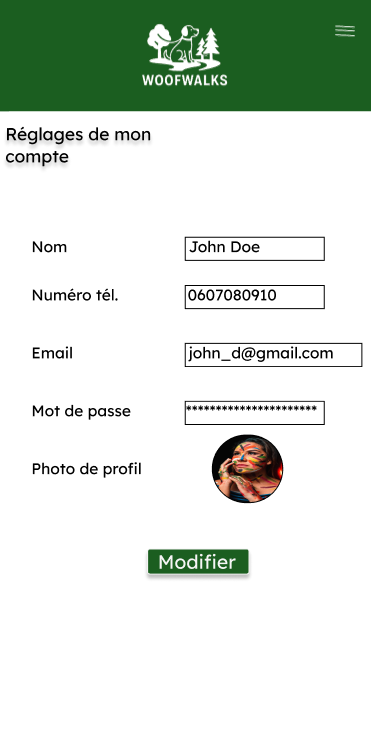 WOOFWALKS
Réglages de mon
compte
Nom
John Doe
Numéro tél.
0607080910
Email
john_d@gmail.com
Mot de passe
**********************
Photo de profil
Modifier